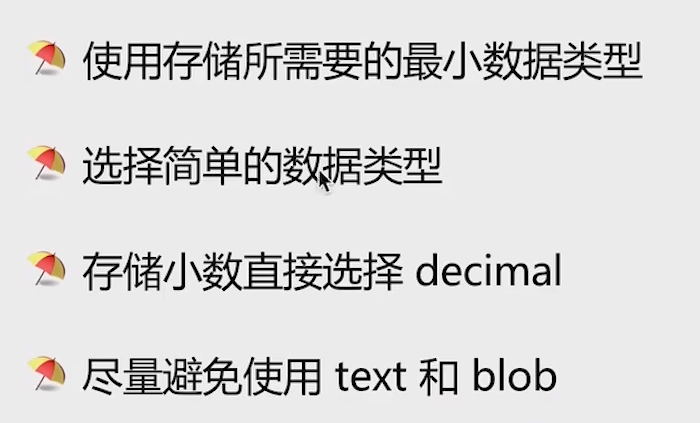 使用存储所需要的最小数据类型
选择简单的数据类型
存储小数直接选择 decimal
尽量避免使用 text 和 blob